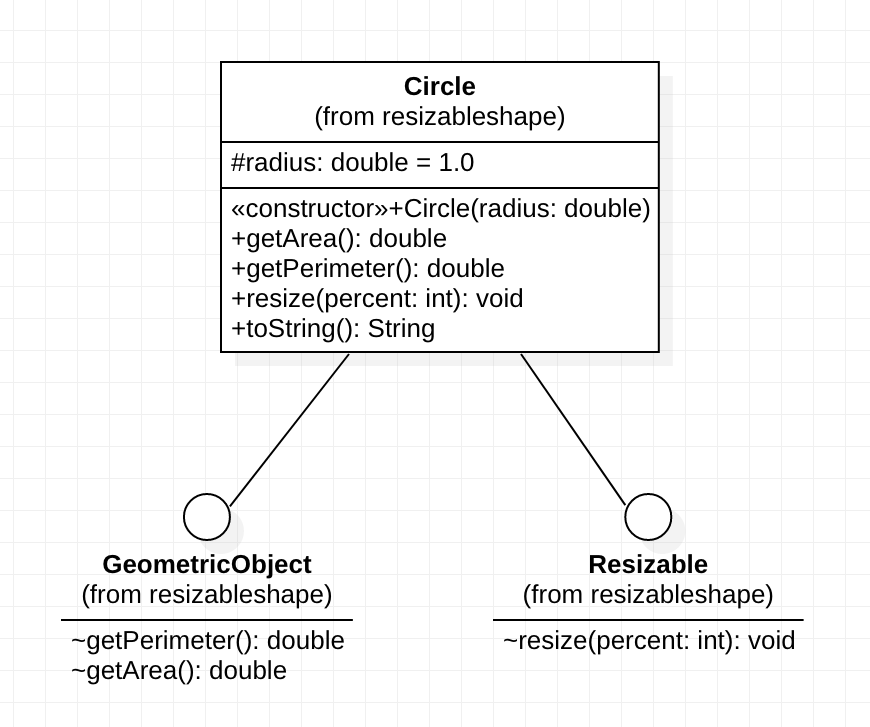 Circle
(from resizableshape)
#radius: double = 1.0
«constructor»+Circle(radius: double)
+getArea(): double
+getPerimeter(): double
+resize(percent: int): void
+toString(): String
GeometricObject
(from resizableshape)
~getPerimeter(): double
~getArea(): double
Resizable
(from resizableshape)
~resize(percent: int): void